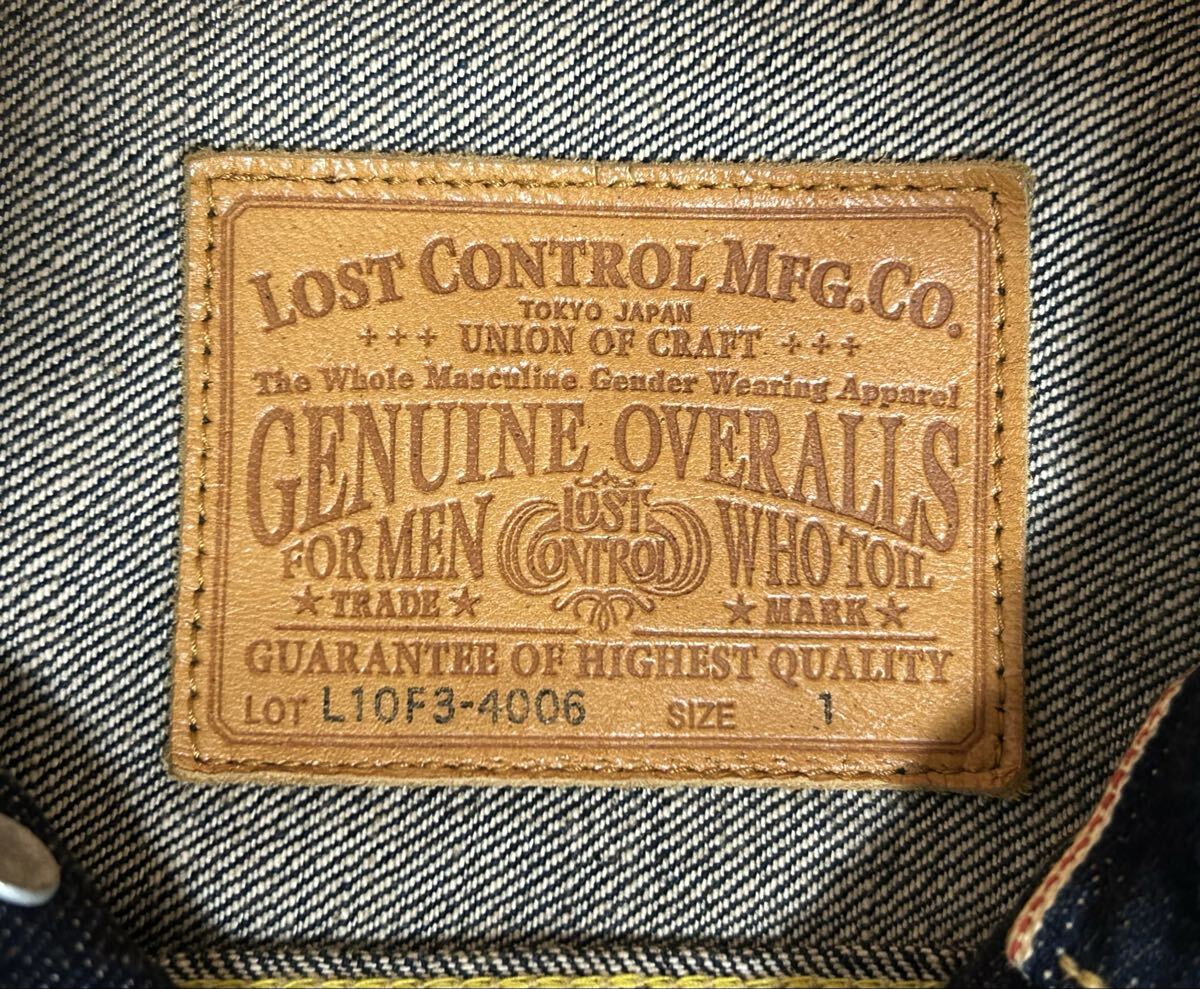 LOST CONTROL MFG.CO.
TOKYO JAPAN
+++ UNION OF CRAFT +++
The Whole Masculine Gender Wearing Apparel
GENUINE OVERALLS
FOR MEN LOST CONTROL WHO TOIL
★ TRADE ★ ★ MARK ★
GUARANTEE OF HIGHEST QUALITY
LOT L10F3-4006 SIZE 1